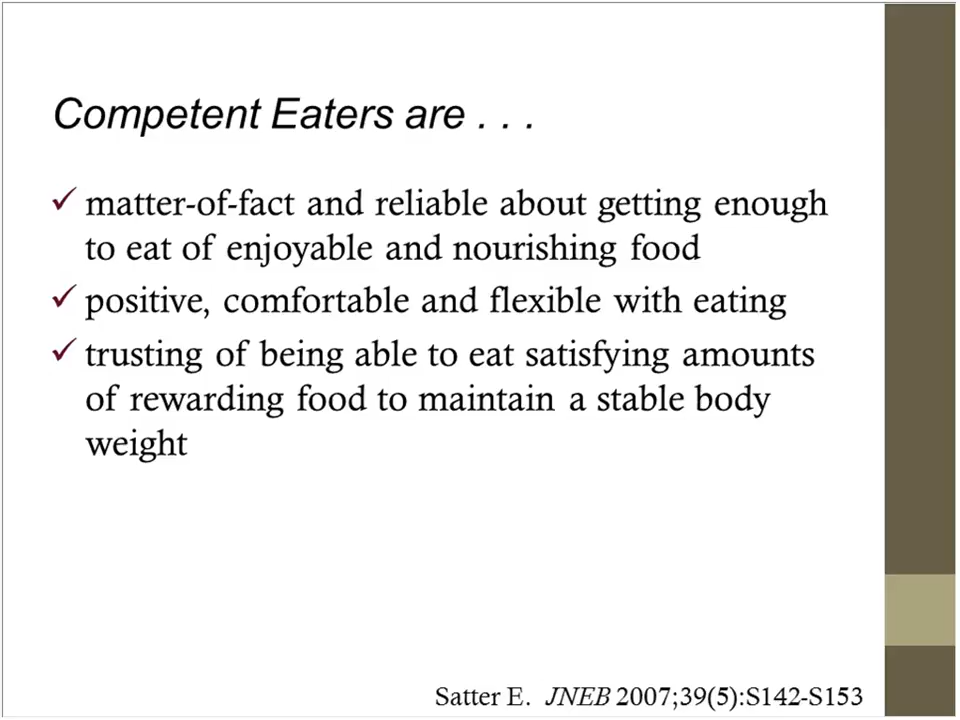 Competent Eaters are . . .
✓ matter-of-fact and reliable about getting enough
to eat of enjoyable and nourishing food
✓ positive, comfortable and flexible with eating
✓ trusting of being able to eat satisfying amounts
of rewarding food to maintain a stable body
weight
Satter E. JNEB 2007;39(5):S142-S153